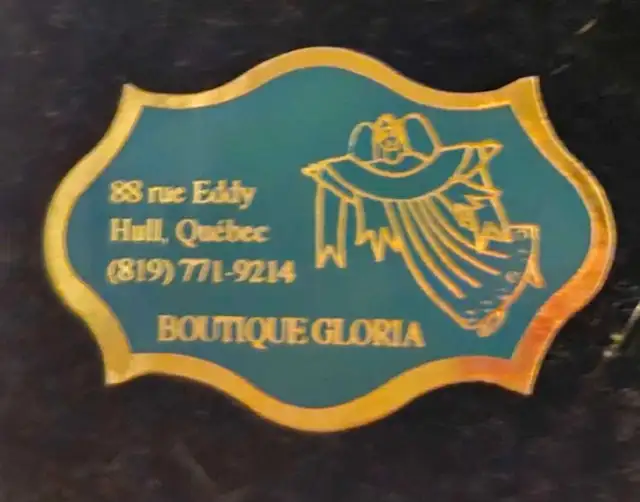 88 rue Eddy
Hull, Québec
(819) 771-9214
BOUTIQUE GLORIA